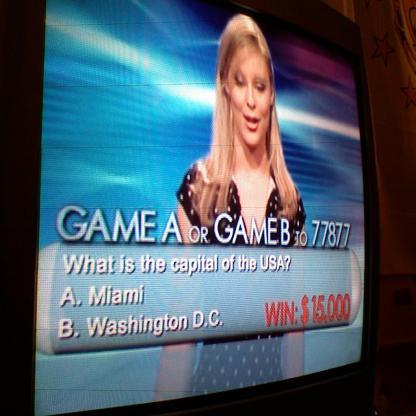 GAME A OR GAME B TO 77877
What is the capital of the USA?
A. Miami
B. Washington D.C.
WIN: $15,000